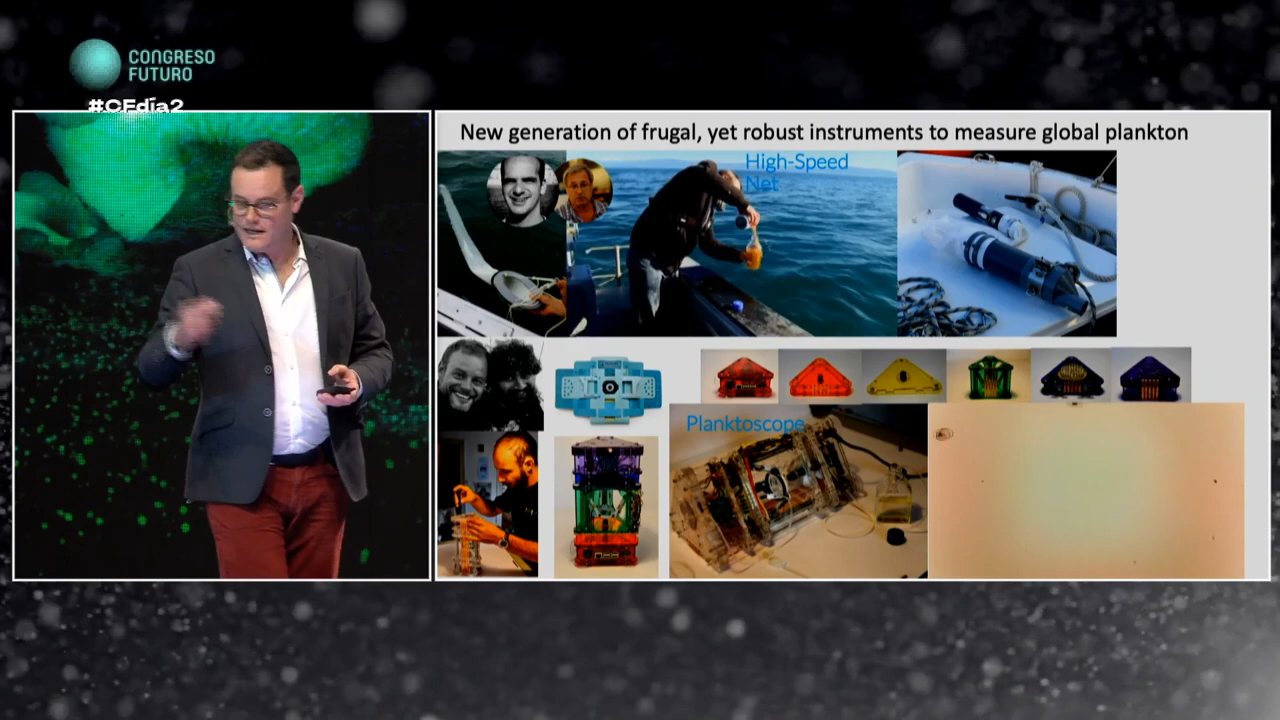 CONGRESO
FUTURO
#CFdía2
New generation of frugal, yet robust instruments to measure global plankton
High-Speed
Net
Planktoscope